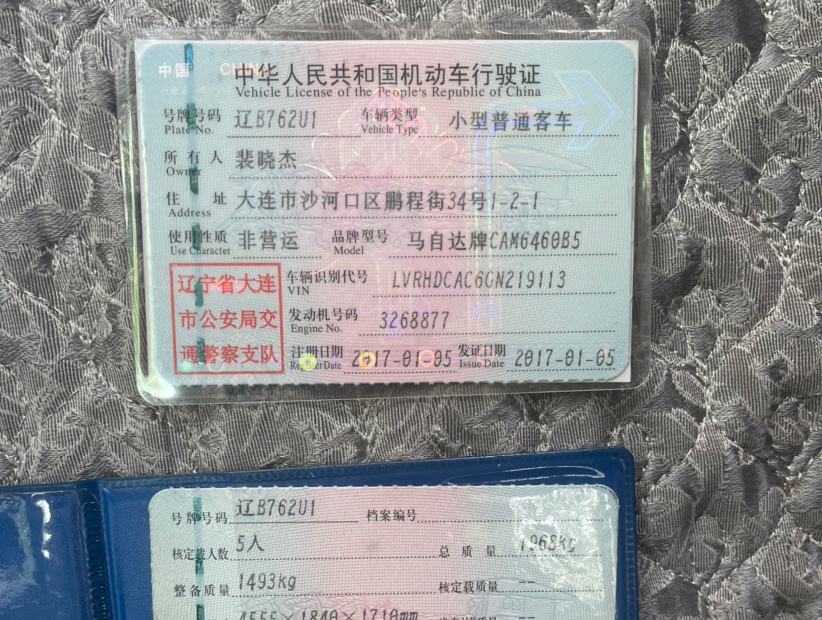 中国 CHINA
中华人民共和国机动车行驶证
Vehicle License of the People's Republic of China
号牌号码 辽B762U1 车辆类型 小型普通客车
Plate No. Vehicle Type
所有人 裴晓杰
Owner
住址 大连市沙河口区鹏程街34号1-2-1
Address
使用性质 非营运 品牌型号 马自达牌CAM6460B5
Use Character Model
辽宁省大连
市公安局交
通警察支队
车辆识别代号 LVRHDCAC6GN219113
VIN
发动机号码 3268877
Engine No.
注册日期 2017-01-05 发证日期 2017-01-05
Register Date Issue Date
号牌号码 辽B762U1 档案编号
核定载人数 5人 总质量 1968kg
整备质量 1493kg 核定载质量 --
4555×1840×1710mm